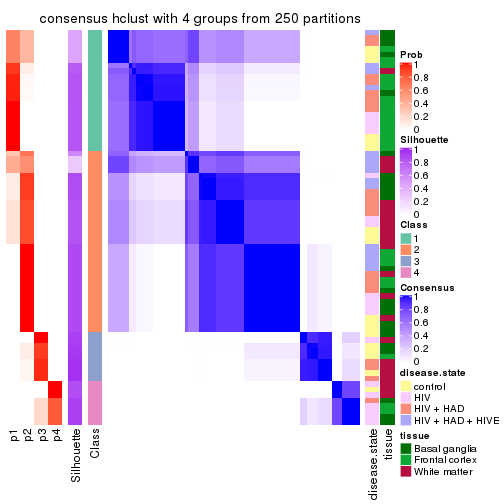 consensus hclust with 4 groups from 250 partitions
p1
p2
p3
p4
Silhouette
Class
disease.state
tissue
Prob
1
0.8
0.6
0.4
0.2
0
Silhouette
1
0.8
0.6
0.4
0.2
0
Class
1
2
3
4
Consensus
1
0.8
0.6
0.4
0.2
0
disease.state
control
HIV
HIV + HAD
HIV + HAD + HIVE
tissue
Basal ganglia
Frontal cortex
White matter